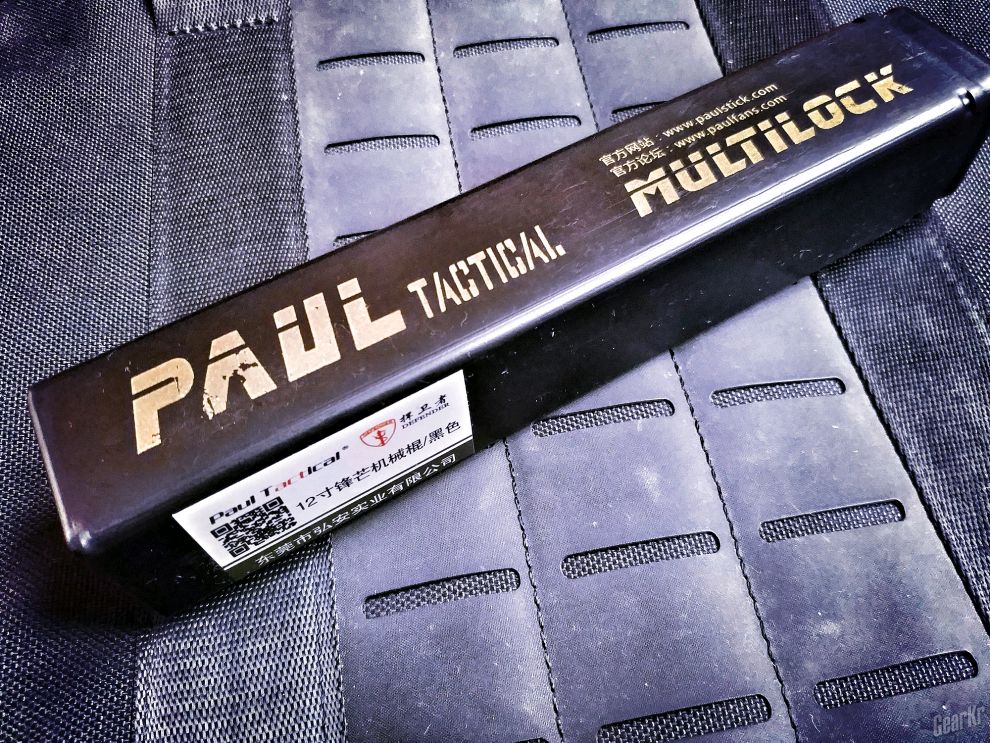 PAUL TACTICAL
官方网站：www.paulstick.com
官方论坛：www.paulfans.com
MULTILOCK
Paul Tactical®
捍卫者
DEFENDER
12寸锋芒机械棍/黑色
东莞市弘安实业有限公司
GearKr